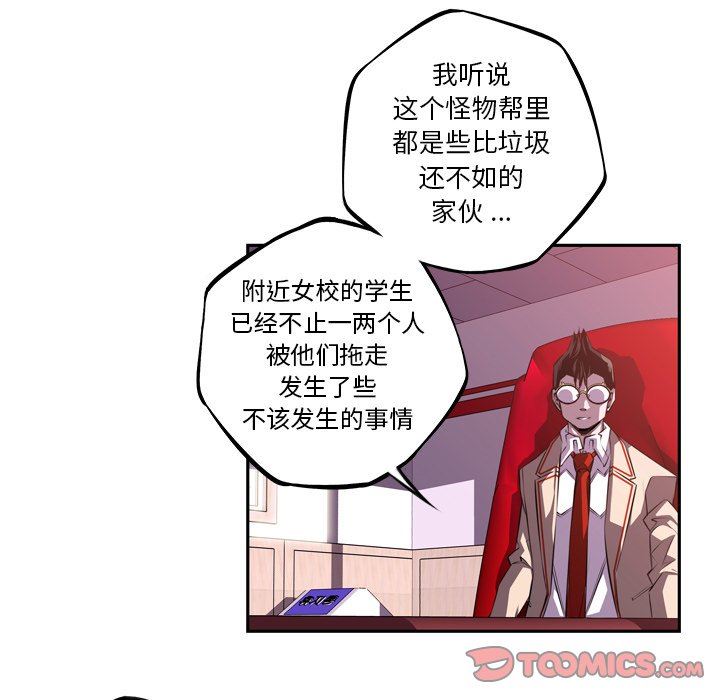 我听说
这个怪物帮里
都是些比垃圾
还不如的
家伙 ...
附近女校的学生
已经不止一两个人
被他们拖走
发生了些
不该发生的事情
TOOMICS.COM